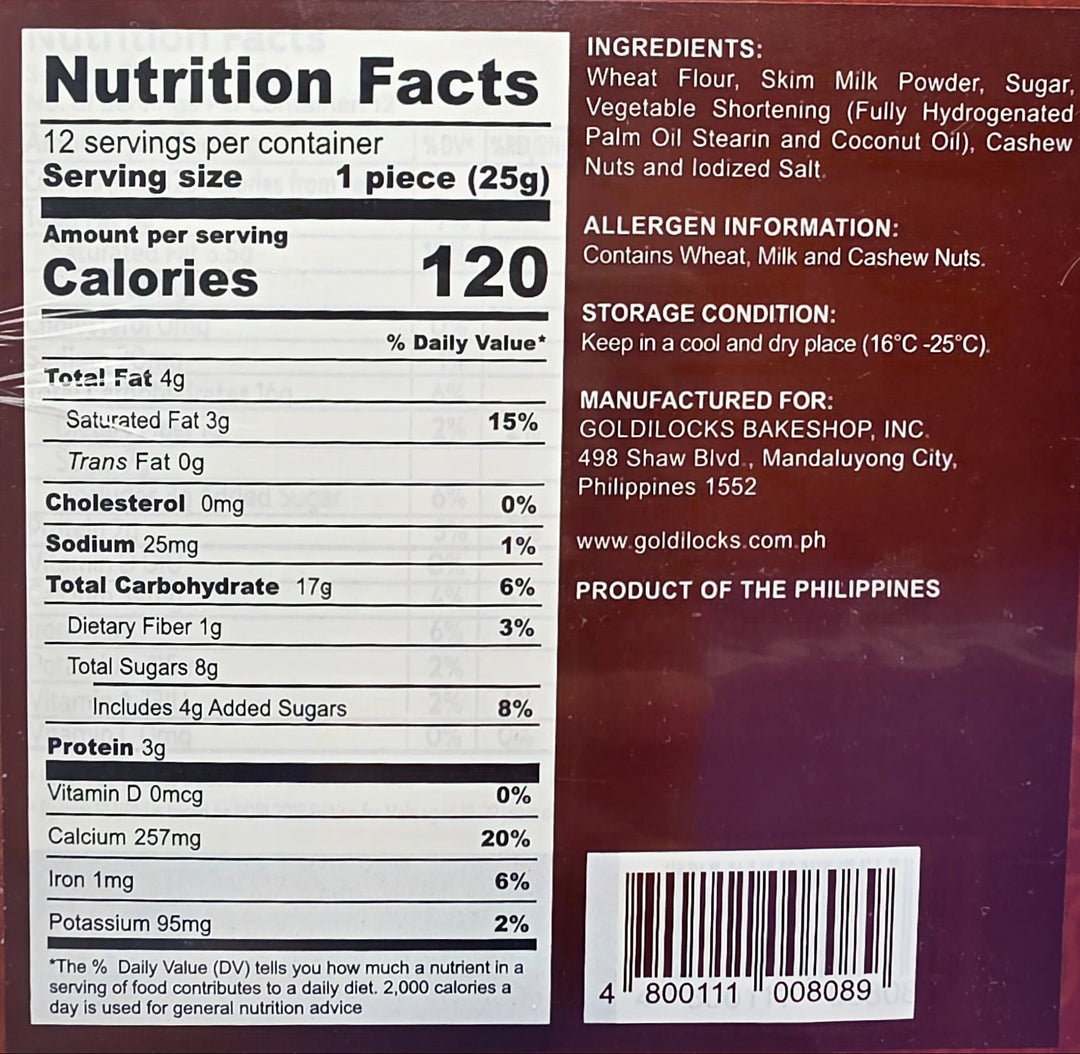 Nutrition Facts
12 servings per container
Serving size 1 piece (25g)
Amount per serving
Calories 120
% Daily Value*
Total Fat 4g
Saturated Fat 3g 15%
Trans Fat 0g
Cholesterol 0mg 0%
Sodium 25mg 1%
Total Carbohydrate 17g 6%
Dietary Fiber 1g 3%
Total Sugars 8g
Includes 4g Added Sugars 8%
Protein 3g
Vitamin D 0mcg 0%
Calcium 257mg 20%
Iron 1mg 6%
Potassium 95mg 2%
*The % Daily Value (DV) tells you how much a nutrient in a
serving of food contributes to a daily diet. 2,000 calories a
day is used for general nutrition advice
INGREDIENTS:
Wheat Flour, Skim Milk Powder, Sugar,
Vegetable Shortening (Fully Hydrogenated
Palm Oil Stearin and Coconut Oil), Cashew
Nuts and Iodized Salt.
ALLERGEN INFORMATION:
Contains Wheat, Milk and Cashew Nuts.
STORAGE CONDITION:
Keep in a cool and dry place (16°C -25°C).
MANUFACTURED FOR:
GOLDILOCKS BAKESHOP, INC.
498 Shaw Blvd., Mandaluyong City,
Philippines 1552
www.goldilocks.com.ph
PRODUCT OF THE PHILIPPINES
4 800111 008089